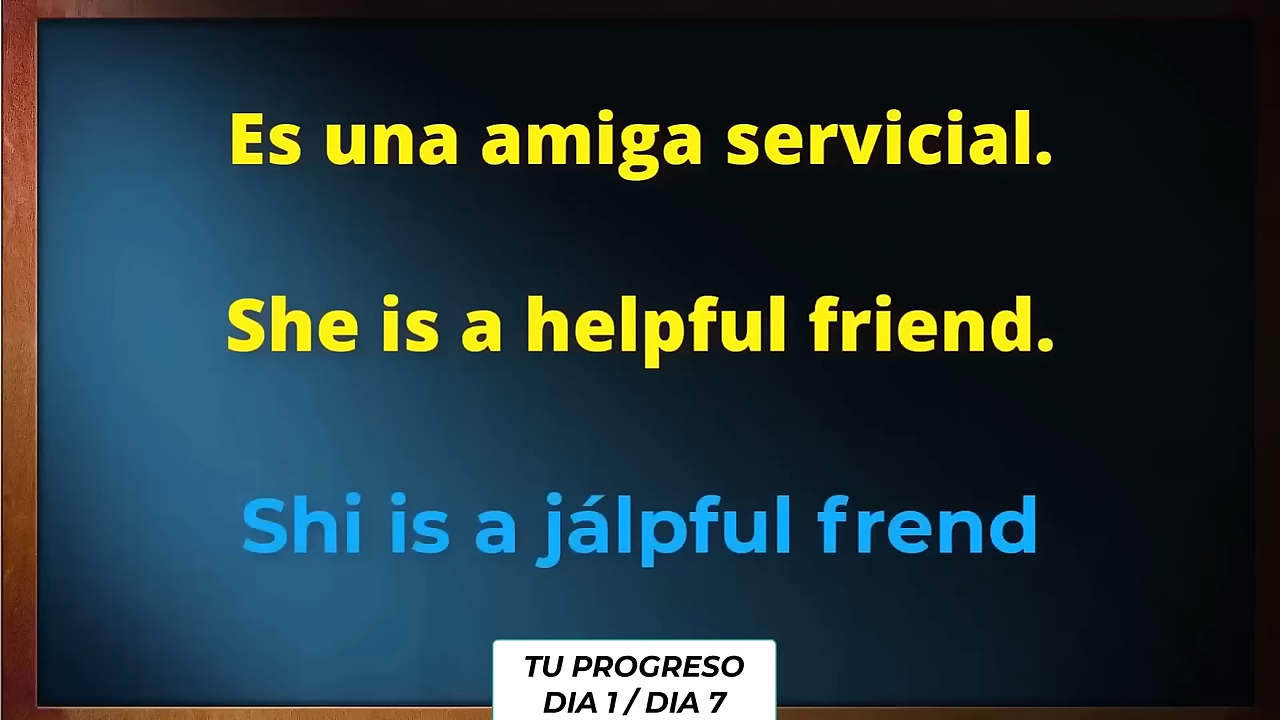 Es una amiga servicial.
She is a helpful friend.
Shi is a jálpful frend
TU PROGRESO
DIA 1 / DIA 7